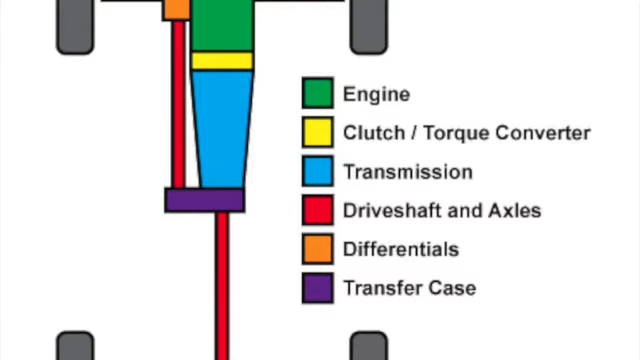 Engine
Clutch / Torque Converter
Transmission
Driveshaft and Axles
Differentials
Transfer Case